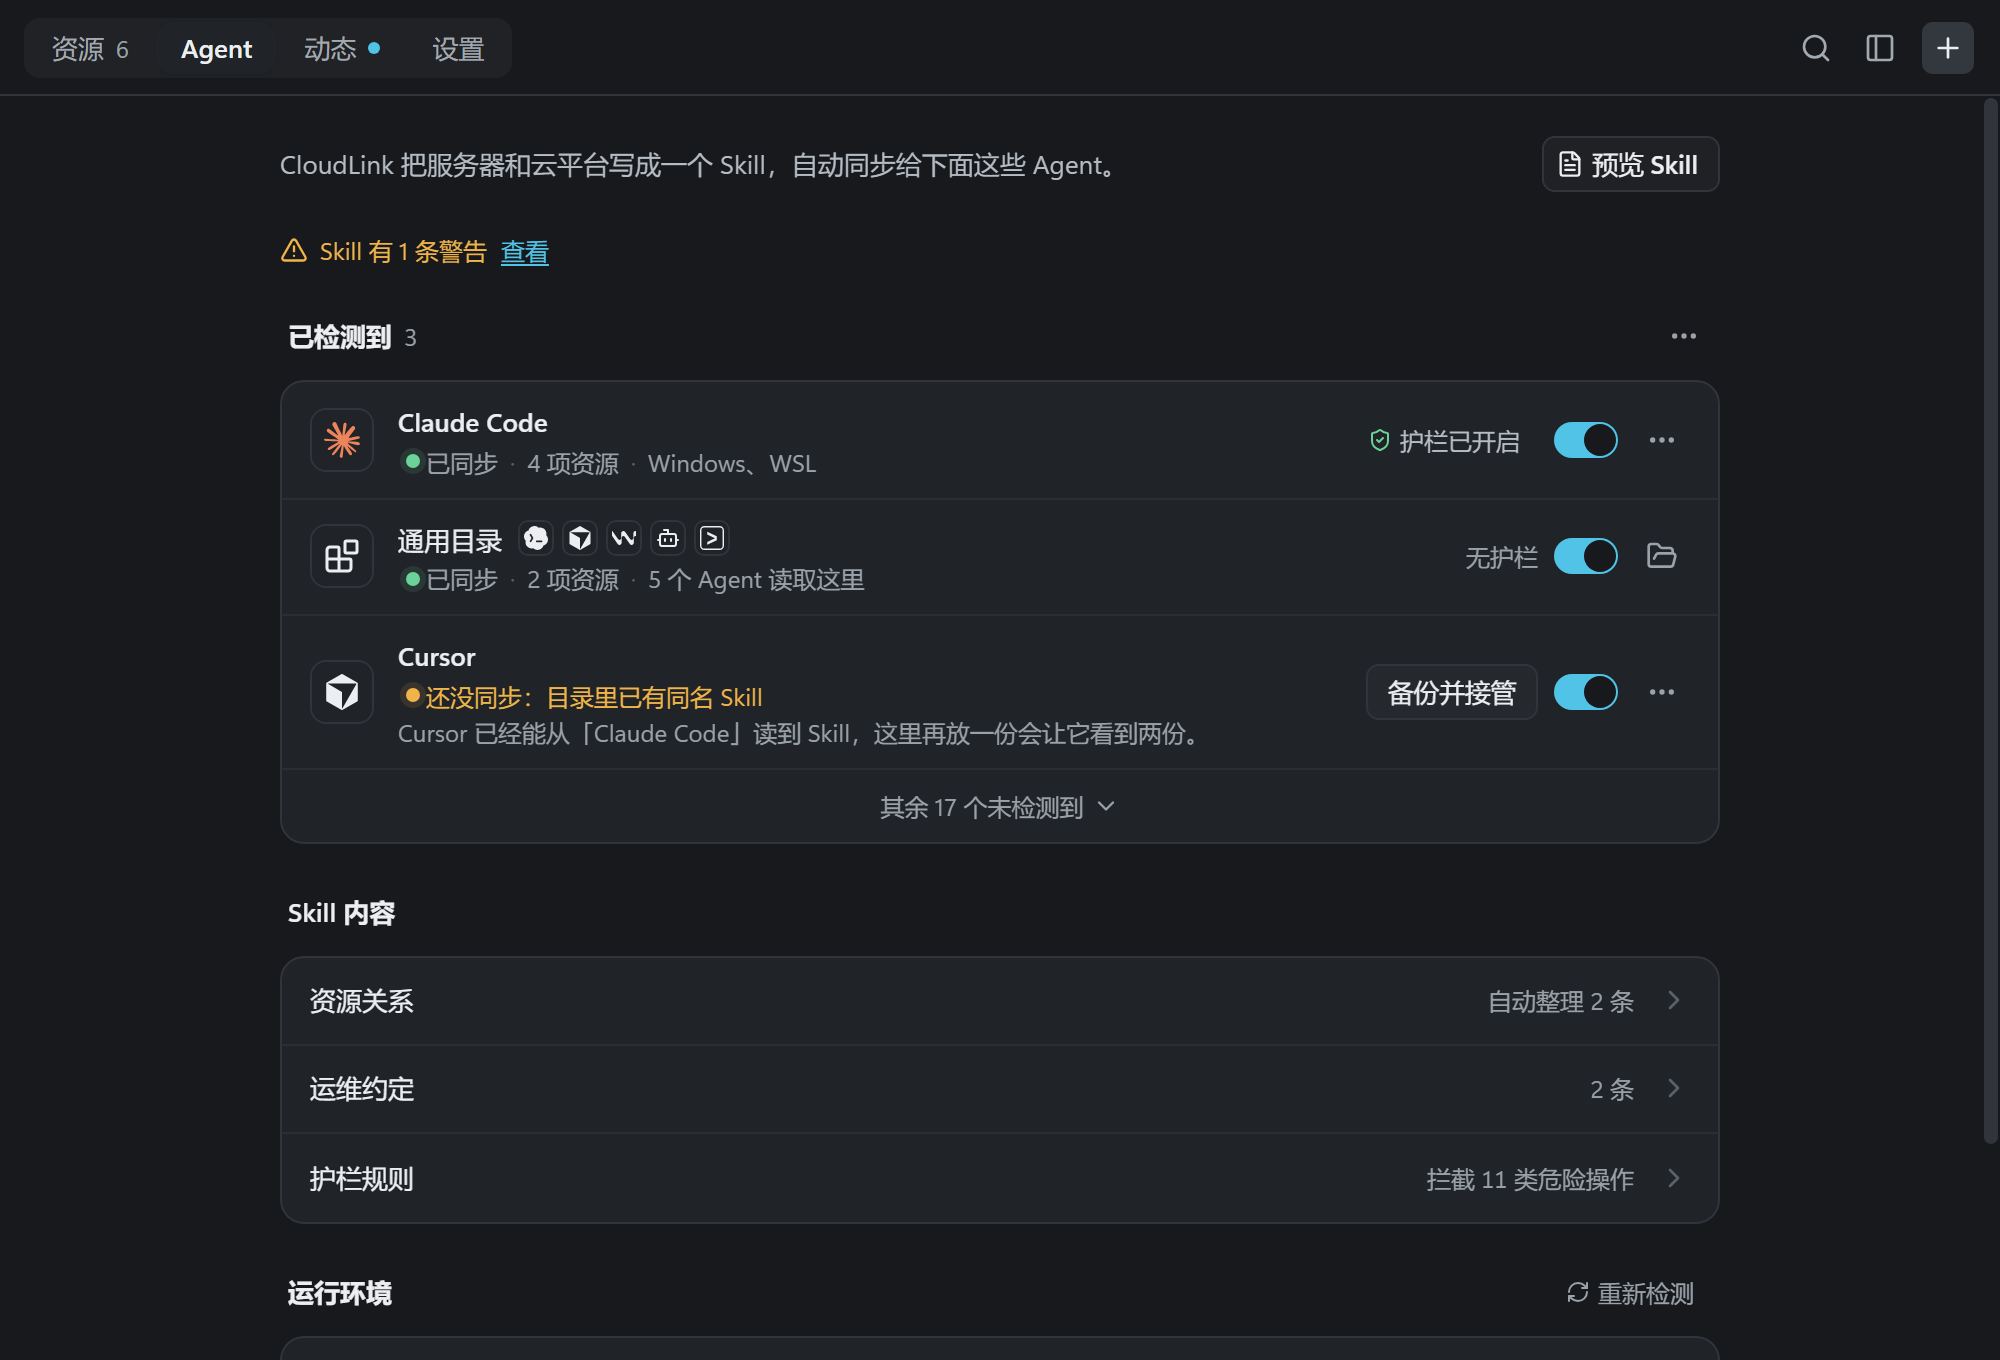 资源 6 Agent 动态 设置
CloudLink 把服务器和云平台写成一个 Skill，自动同步给下面这些 Agent。
预览 Skill
Skill 有 1 条警告 查看
已检测到 3
Claude Code
已同步 · 4 项资源 · Windows、WSL
护栏已开启
通用目录
已同步 · 2 项资源 · 5 个 Agent 读取这里
无护栏
Cursor
还没同步：目录里已有同名 Skill
Cursor 已经能从「Claude Code」读到 Skill，这里再放一份会让它看到两份。
备份并接管
其余 17 个未检测到
Skill 内容
资源关系 自动整理 2 条
运维约定 2 条
护栏规则 拦截 11 类危险操作
运行环境 重新检测